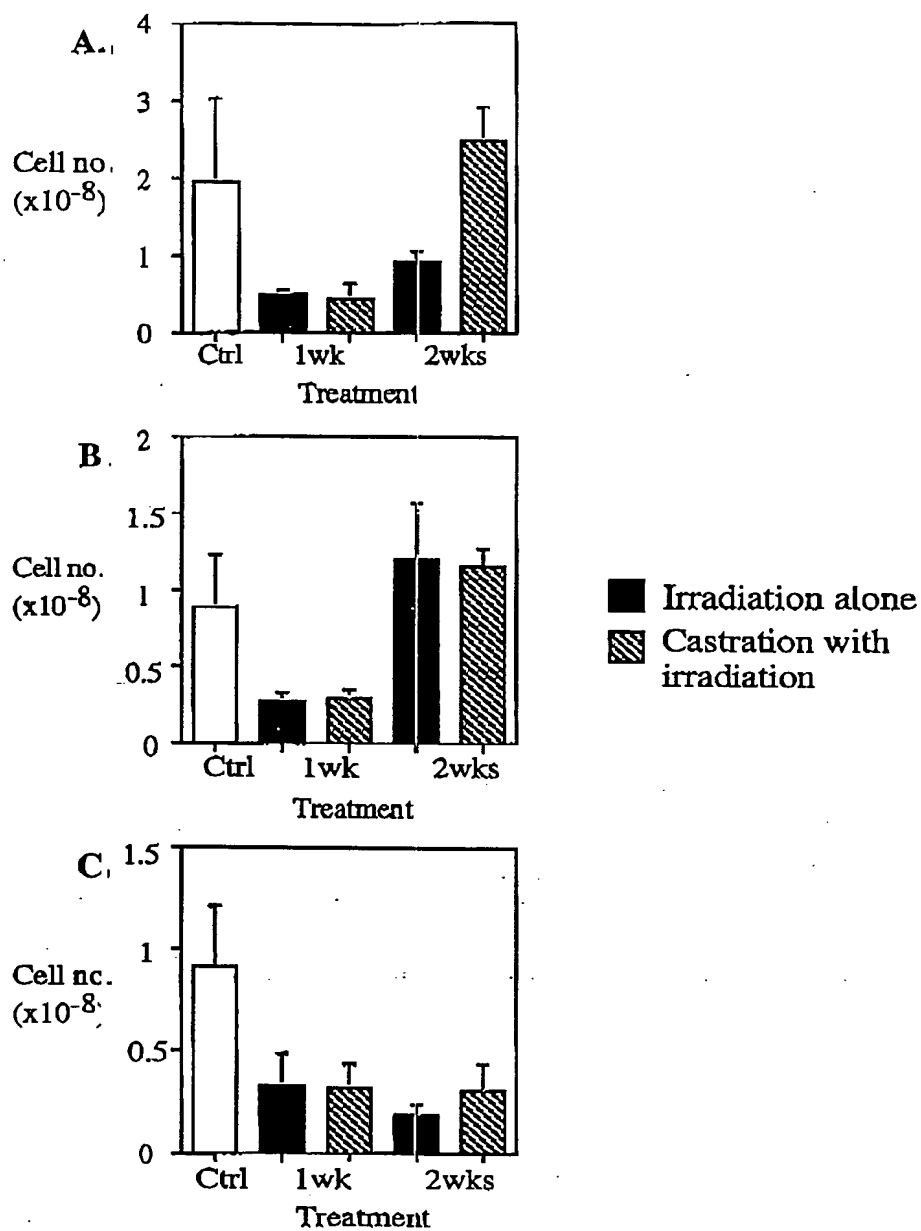 A.
4
3
Cell no.
(x10-8)
2
1
0
Ctrl 1wk 2wks
Treatment
B.
2
1.5
Cell no.
(x10-8)
1
0.5
0
Ctrl 1wk 2wks
Treatment
Irradiation alone
Castration with
irradiation
C.
1.5
1
Cell no.
(x10-8)
0.5
0
Ctrl 1wk 2wks
Treatment